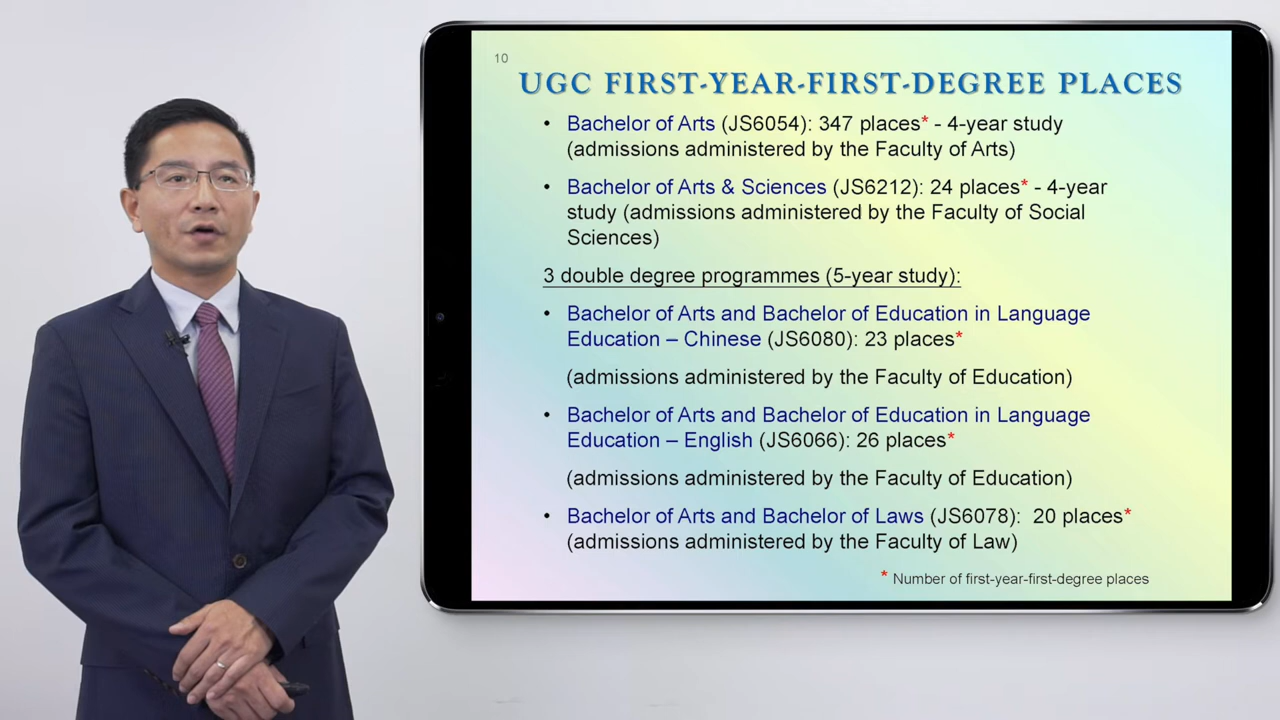 10
UGC FIRST-YEAR-FIRST-DEGREE PLACES
• Bachelor of Arts (JS6054): 347 places* - 4-year study
(admissions administered by the Faculty of Arts)
• Bachelor of Arts & Sciences (JS6212): 24 places* - 4-year
study (admissions administered by the Faculty of Social
Sciences)
3 double degree programmes (5-year study):
• Bachelor of Arts and Bachelor of Education in Language
Education – Chinese (JS6080): 23 places*
(admissions administered by the Faculty of Education)
• Bachelor of Arts and Bachelor of Education in Language
Education – English (JS6066): 26 places*
(admissions administered by the Faculty of Education)
• Bachelor of Arts and Bachelor of Laws (JS6078): 20 places*
(admissions administered by the Faculty of Law)
* Number of first-year-first-degree places